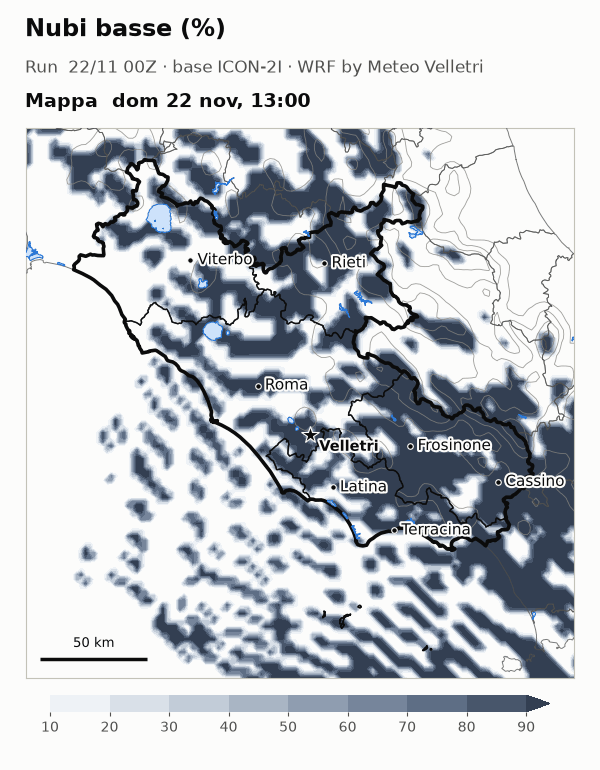 Nubi basse (%)
Run 22/11 00Z · base ICON-2I · WRF by Meteo Velletri
Mappa dom 22 nov, 13:00
Viterbo
Rieti
Roma
Velletri
Frosinone
Cassino
Latina
Terracina
50 km
10 20 30 40 50 60 70 80 90